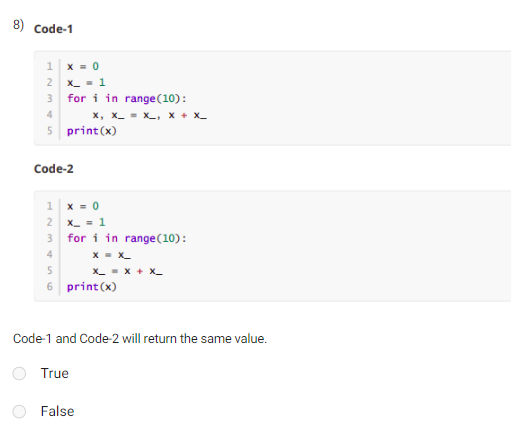 8) Code-1
1 x = 0
2 x_ = 1
3 for i in range(10):
4 x, x_ = x_, x + x_
5 print(x)
Code-2
1 x = 0
2 x_ = 1
3 for i in range(10):
4 x = x_
5 x_ = x + x_
6 print(x)
Code-1 and Code-2 will return the same value.
True
False